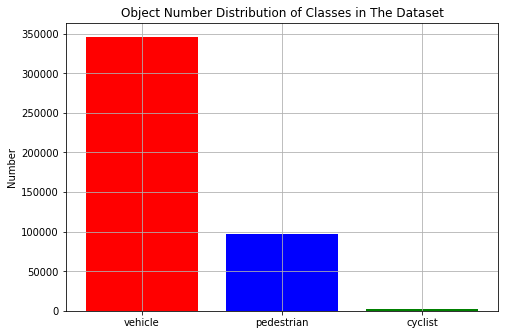 Object Number Distribution of Classes in The Dataset
350000
300000
250000
200000
150000
100000
50000
0
Number
vehicle
pedestrian
cyclist